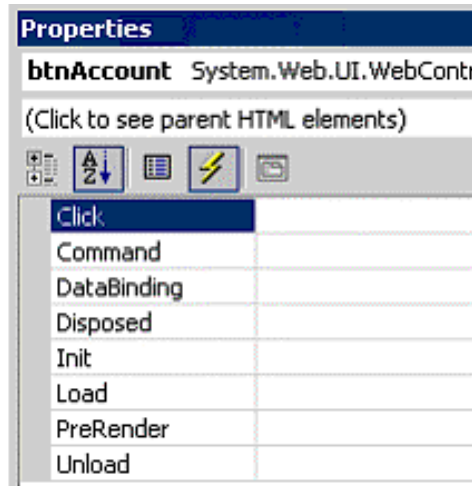 Properties
btnAccount System.Web.UI.WebContr
(Click to see parent HTML elements)
Click
Command
DataBinding
Disposed
Init
Load
PreRender
Unload